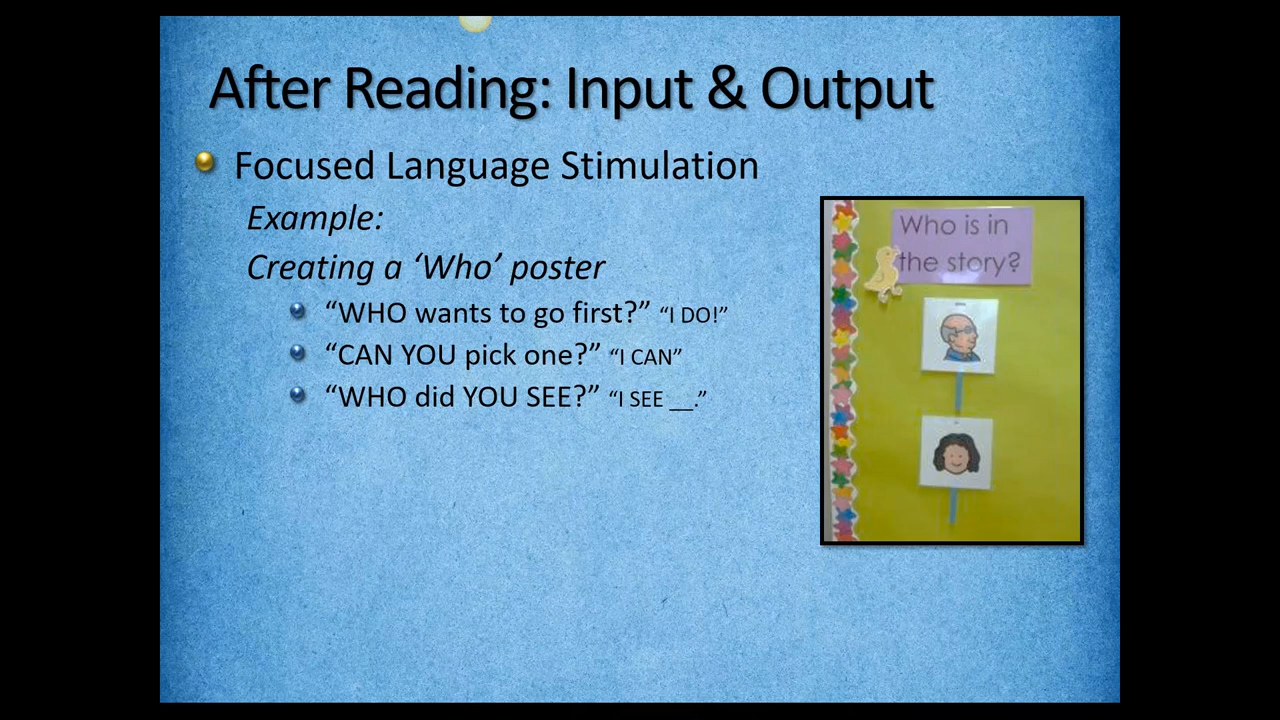 After Reading: Input & Output
Focused Language Stimulation
Example:
Creating a ‘Who’ poster
“WHO wants to go first?” “I DO!”
“CAN YOU pick one?” “I CAN”
“WHO did YOU SEE?” “I SEE __.”
Who is in
the story?